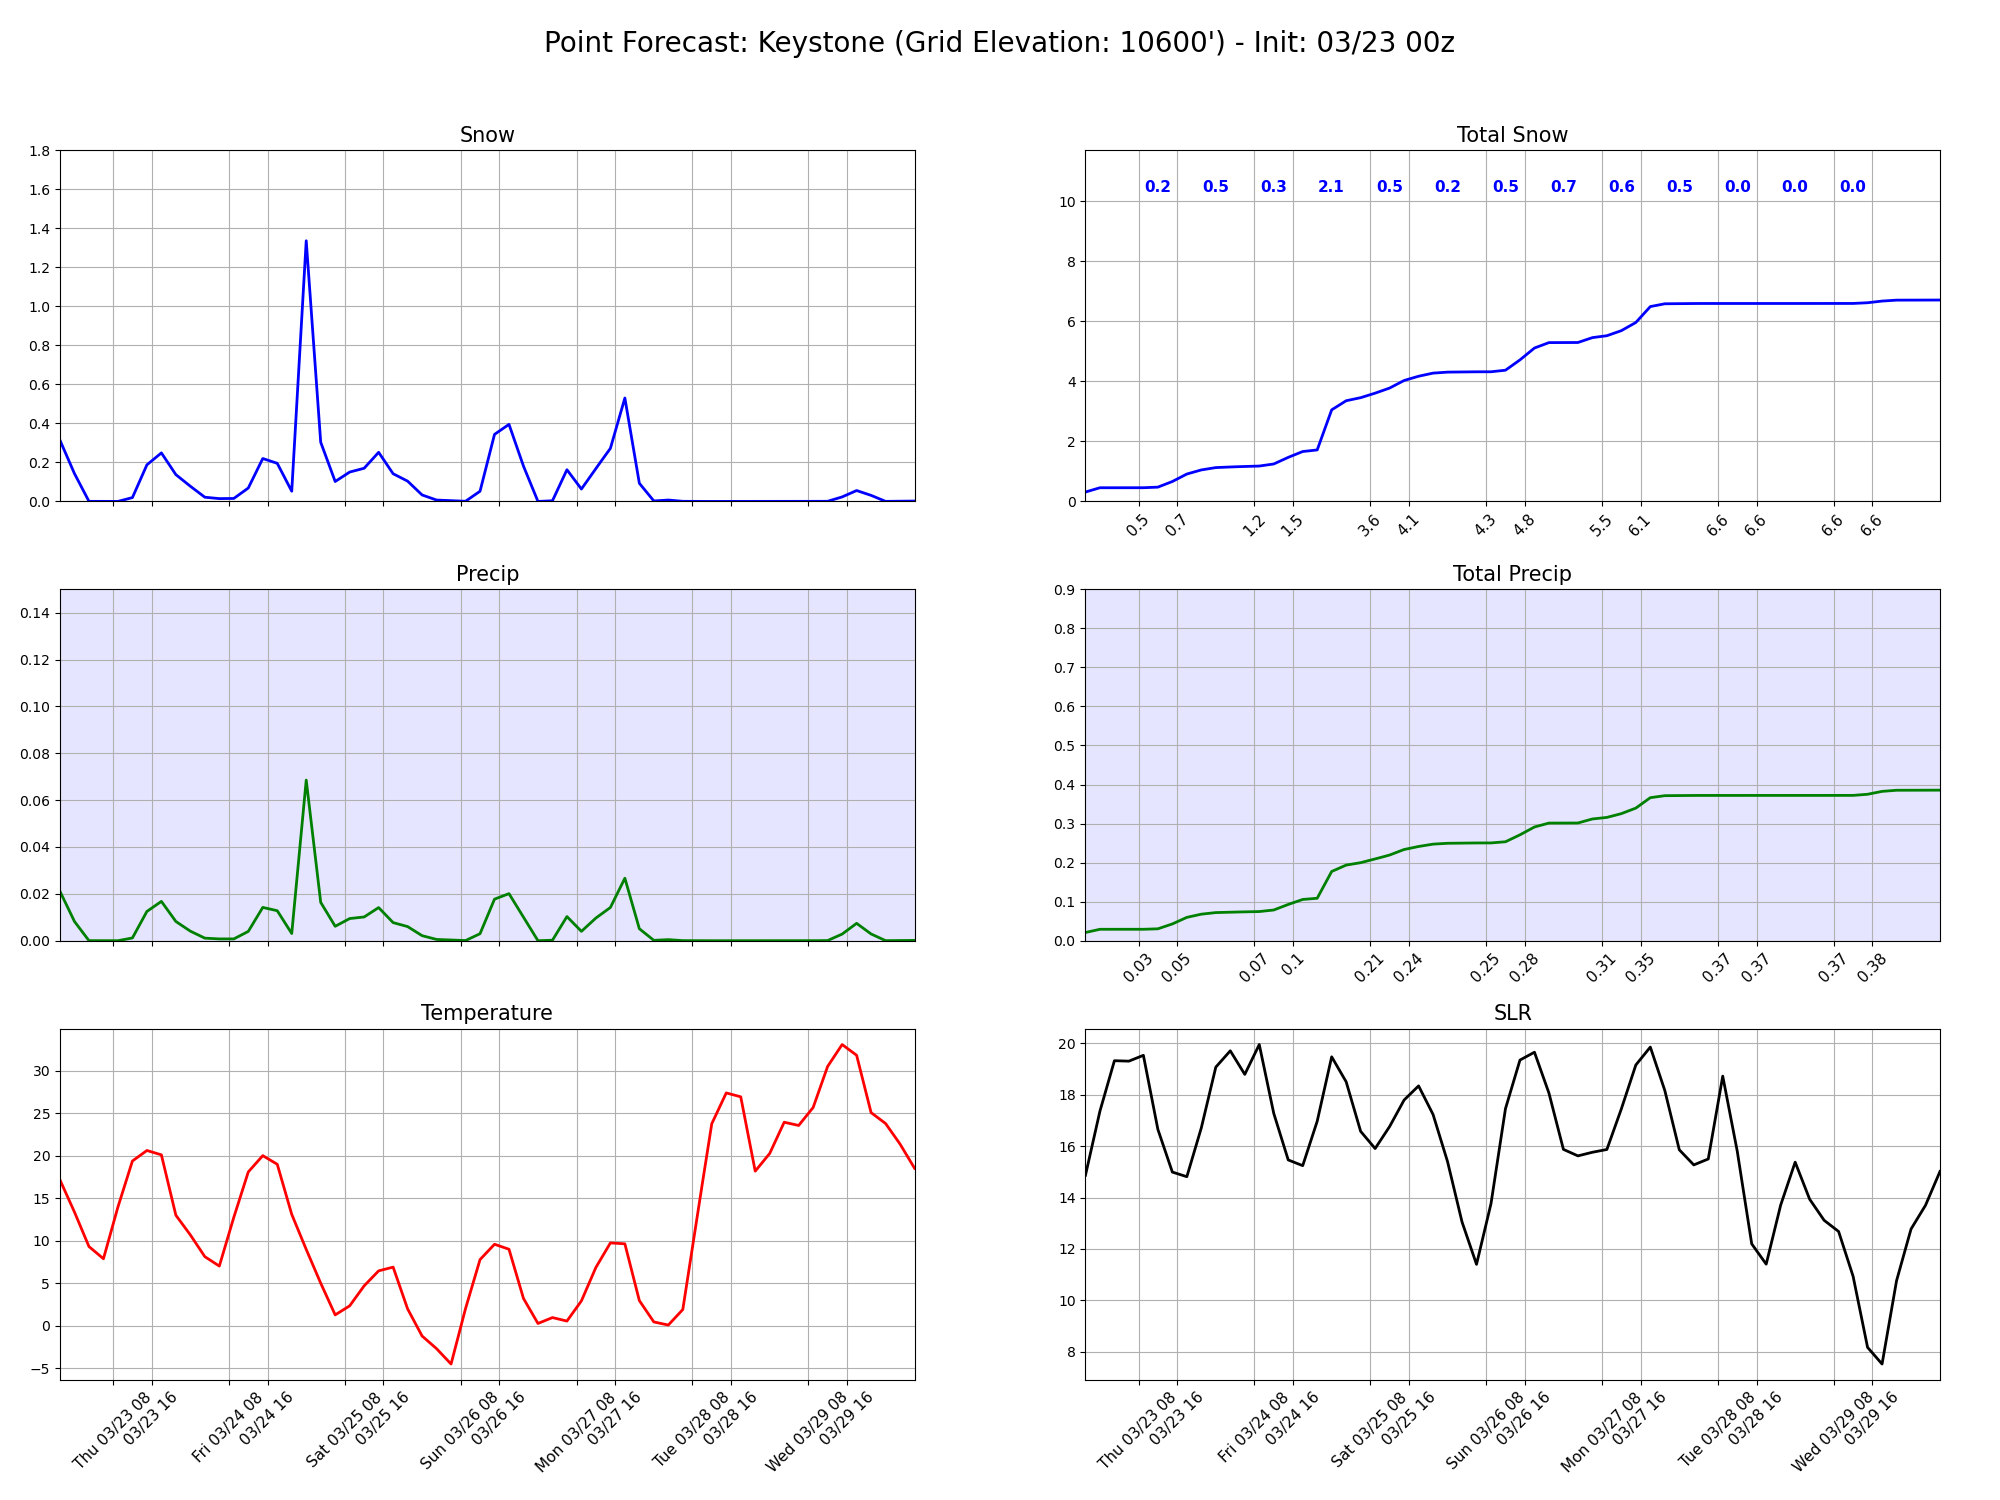 Point Forecast: Keystone (Grid Elevation: 10600') - Init: 03/23 00z
Snow
1.8
1.6
1.4
1.2
1.0
0.8
0.6
0.4
0.2
0.0
Total Snow
0.2 0.5 0.3 2.1 0.5 0.2 0.5 0.7 0.6 0.5 0.0 0.0 0.0
10
8
6
4
2
0
0.5 0.7 1.2 1.5 3.6 4.1 4.3 4.8 5.5 6.1 6.6 6.6 6.6 6.6
Precip
0.14
0.12
0.10
0.08
0.06
0.04
0.02
0.00
Total Precip
0.9
0.8
0.7
0.6
0.5
0.4
0.3
0.2
0.1
0.0
0.03 0.05 0.07 0.1 0.21 0.24 0.25 0.28 0.31 0.35 0.37 0.37 0.37 0.38
Temperature
30
25
20
15
10
5
0
−5
Thu 03/23 08
03/23 16
Fri 03/24 08
03/24 16
Sat 03/25 08
03/25 16
Sun 03/26 08
03/26 16
Mon 03/27 08
03/27 16
Tue 03/28 08
03/28 16
Wed 03/29 08
03/29 16
SLR
20
18
16
14
12
10
8
Thu 03/23 08
03/23 16
Fri 03/24 08
03/24 16
Sat 03/25 08
03/25 16
Sun 03/26 08
03/26 16
Mon 03/27 08
03/27 16
Tue 03/28 08
03/28 16
Wed 03/29 08
03/29 16